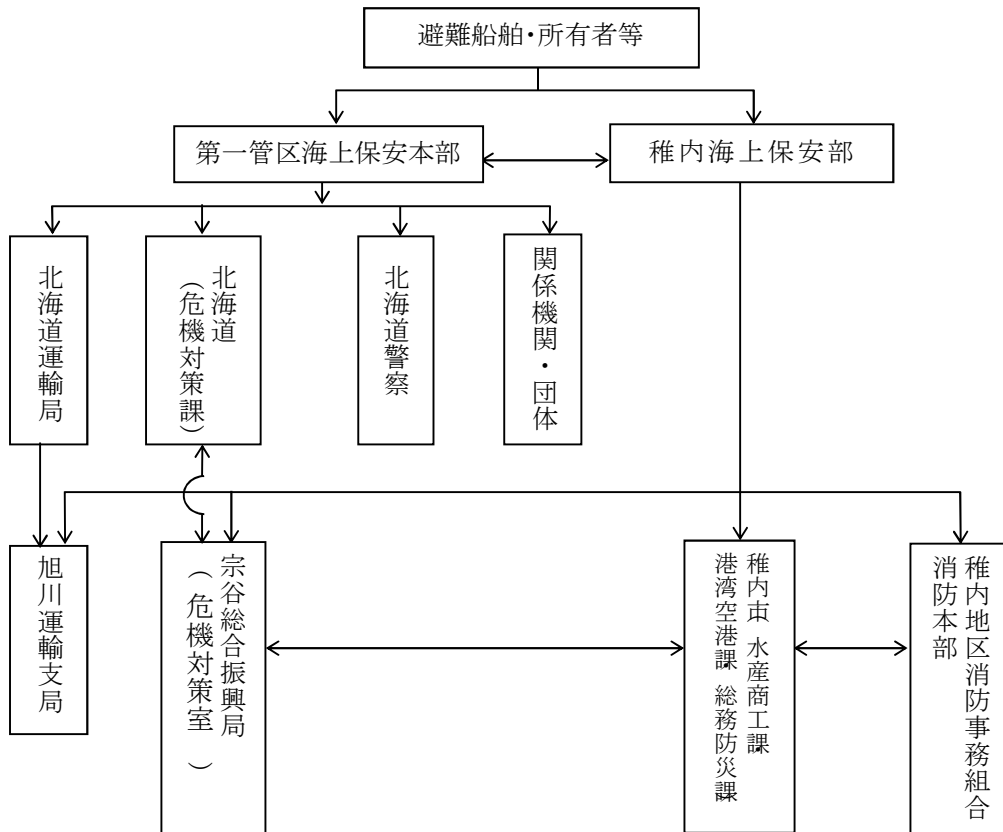 避難船舶・所有者等
第一管区海上保安本部
稚内海上保安部
北海道運輸局
北海道
(危機対策課)
北海道警察
関係機関・団体
旭川運輸支局
宗谷総合振興局
(危機対策室)
稚内市 水産商工課・
港湾空港課・総務防災課
稚内地区消防事務組合
消防本部